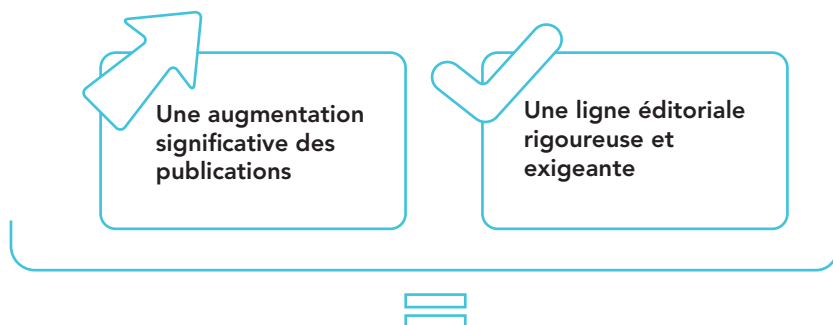 Une augmentation
significative des
publications
Une ligne éditoriale
rigoureuse et
exigeante